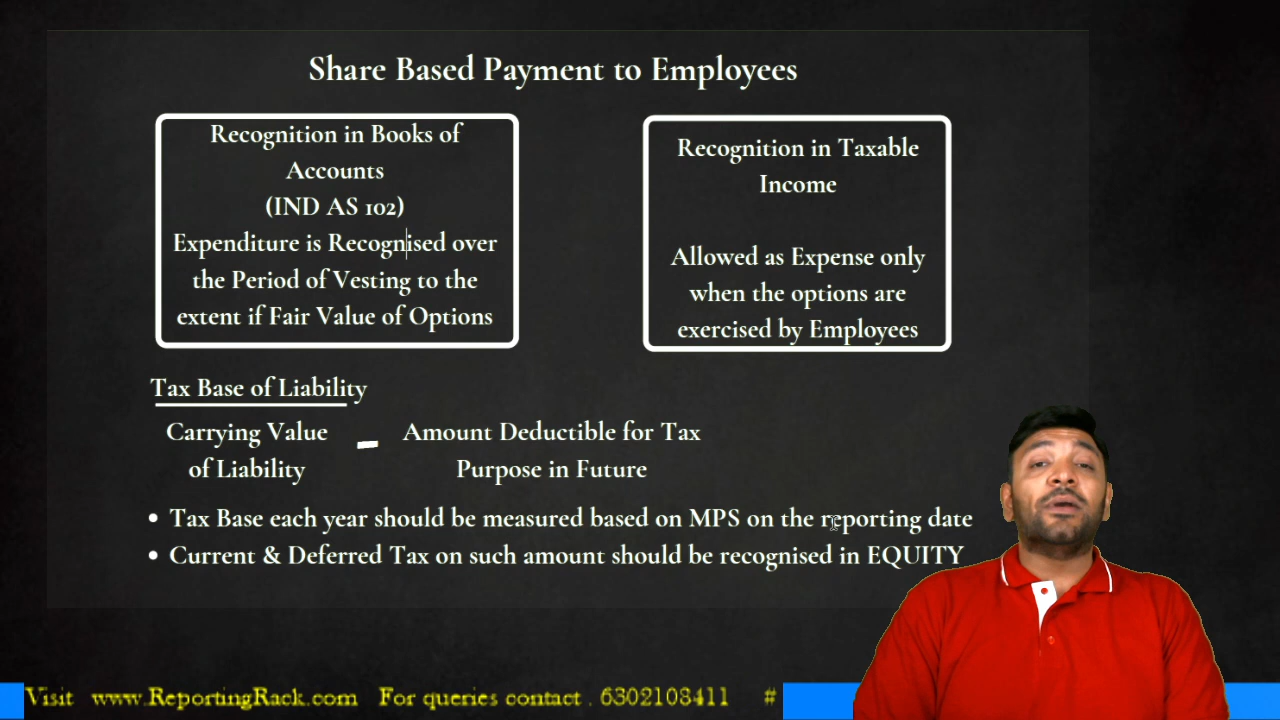 Share Based Payment to Employees
Recognition in Books of
Accounts
(IND AS 102)
Expenditure is Recognised over
the Period of Vesting to the
extent if Fair Value of Options
Recognition in Taxable
Income
Allowed as Expense only
when the options are
exercised by Employees
Tax Base of Liability
Carrying Value
of Liability
-
Amount Deductible for Tax
Purpose in Future
• Tax Base each year should be measured based on MPS on the reporting date
• Current & Deferred Tax on such amount should be recognised in EQUITY
Visit www.ReportingRack.com For queries contact . 6302108411 #